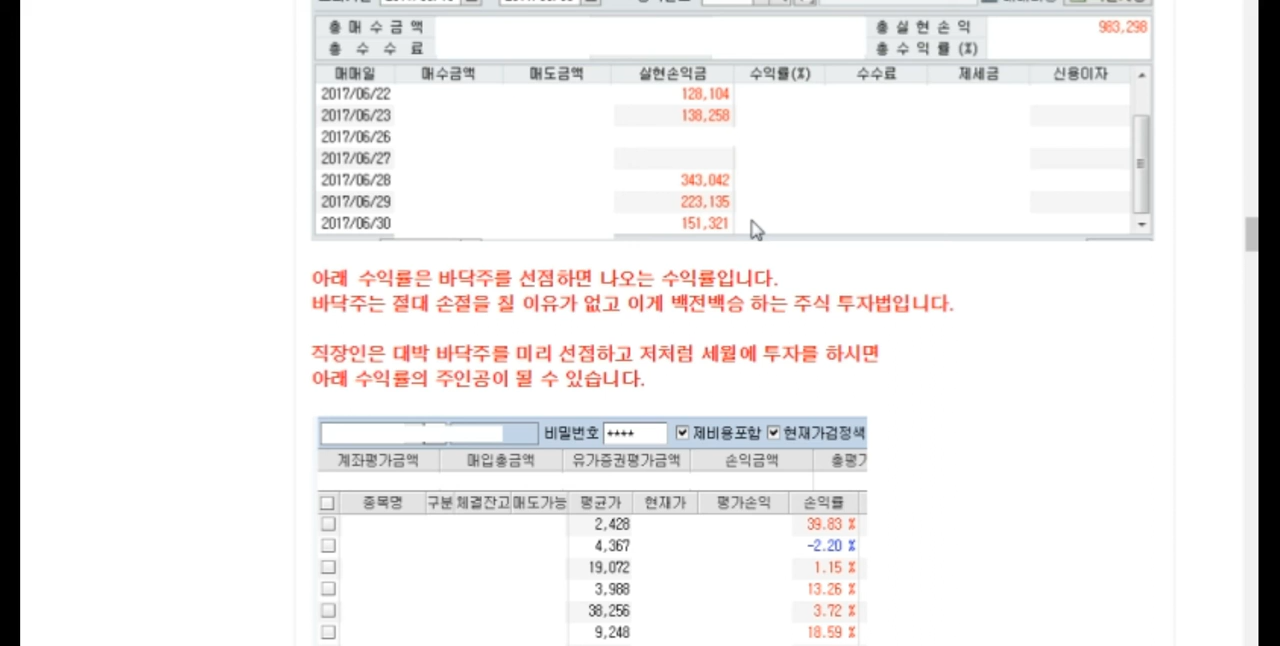 총 매 수 금 액 총 실 현 손 익 983,298
총 수 수 료 총 수 익 률 (%)
매매일 매수금액 매도금액 실현손익금 수익률(%) 수수료 제세금 신용이자
2017/06/22 128,104
2017/06/23 138,258
2017/06/26
2017/06/27
2017/06/28 343,042
2017/06/29 223,135
2017/06/30 151,321
아래 수익률은 바닥주를 선점하면 나오는 수익률입니다.
바닥주는 절대 손절을 칠 이유가 없고 이게 백전백승 하는 주식 투자법입니다.
직장인은 대박 바닥주를 미리 선점하고 저처럼 세월에 투자를 하시면
아래 수익률의 주인공이 될 수 있습니다.
비밀번호 **** 제비용포함 현재가검정색
계좌평가금액 매입총금액 유가증권평가금액 손익금액 총평가
종목명 구분 체결잔고 매도가능 평균가 현재가 평가손익 손익률
2,428 39.83 %
4,367 -2.20 %
19,072 1.15 %
3,988 13.26 %
38,256 3.72 %
9,248 18.59 %